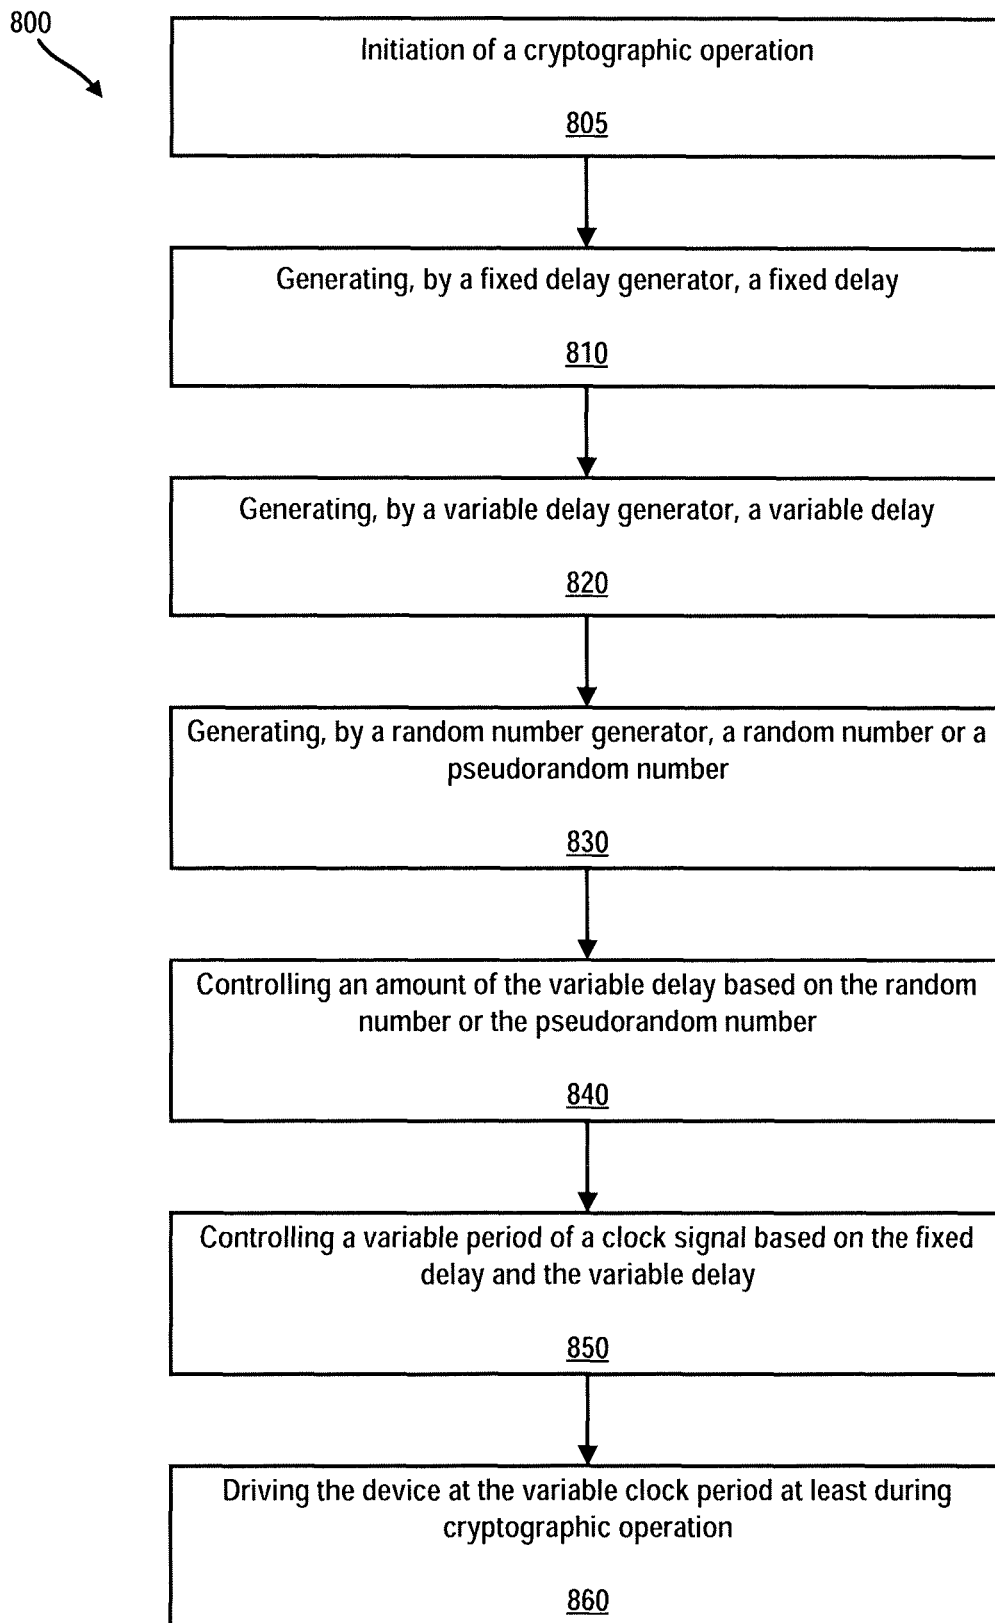 800
Initiation of a cryptographic operation
805
Generating, by a fixed delay generator, a fixed delay
810
Generating, by a variable delay generator, a variable delay
820
Generating, by a random number generator, a random number or a
pseudorandom number
830
Controlling an amount of the variable delay based on the random
number or the pseudorandom number
840
Controlling a variable period of a clock signal based on the fixed
delay and the variable delay
850
Driving the device at the variable clock period at least during
cryptographic operation
860